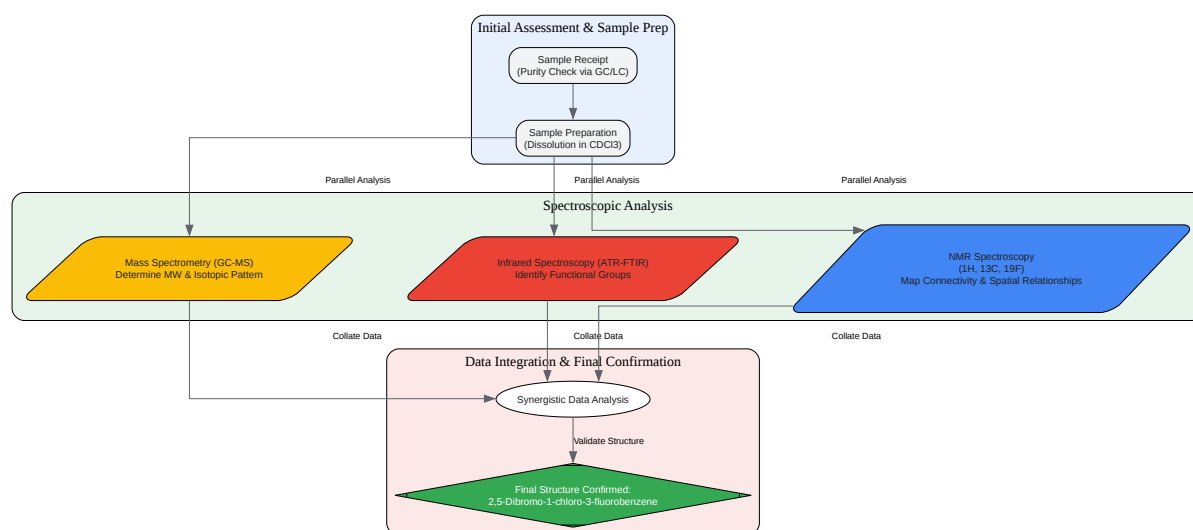 Initial Assessment & Sample Prep
Sample Receipt
(Purity Check via GC/LC)
Sample Preparation
(Dissolution in CDCl3)
Parallel Analysis
Parallel Analysis
Parallel Analysis
Spectroscopic Analysis
Mass Spectrometry (GC-MS)
Determine MW & Isotopic Pattern
Infrared Spectroscopy (ATR-FTIR)
Identify Functional Groups
NMR Spectroscopy
(1H, 13C, 19F)
Map Connectivity & Spatial Relationships
Collate Data
Collate Data
Collate Data
Data Integration & Final Confirmation
Synergistic Data Analysis
Validate Structure
Final Structure Confirmed:
2,5-Dibromo-1-chloro-3-fluorobenzene